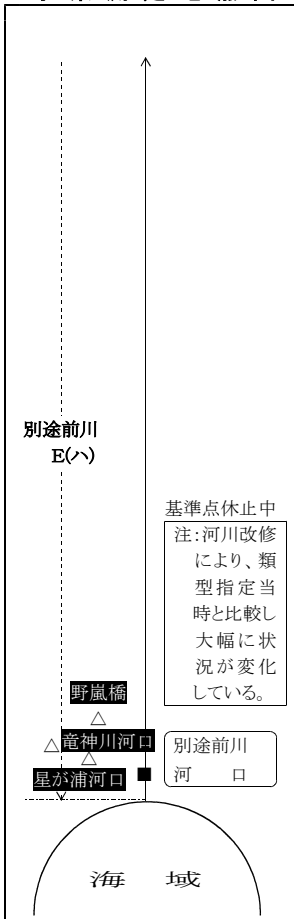 別途前川
E(ハ)
基準点休止中
注:河川改修
により、類
型指定当
時と比較し
大幅に状
況が変化
している。
野嵐橋
竜神川河口
星が浦河口
別途前川
河　　口
海　域